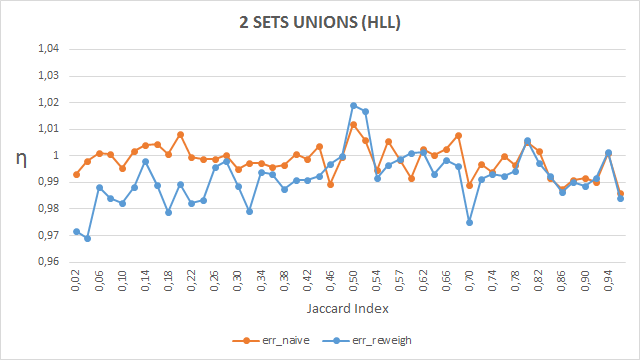 2 SETS UNIONS (HLL)
1,04
1,03
1,02
1,01
1
0,99
0,98
0,97
0,96
η
0,02 0,06 0,10 0,14 0,18 0,22 0,26 0,30 0,34 0,38 0,42 0,46 0,50 0,54 0,57 0,62 0,66 0,70 0,74 0,78 0,82 0,86 0,90 0,94
Jaccard Index
err_naive err_reweigh